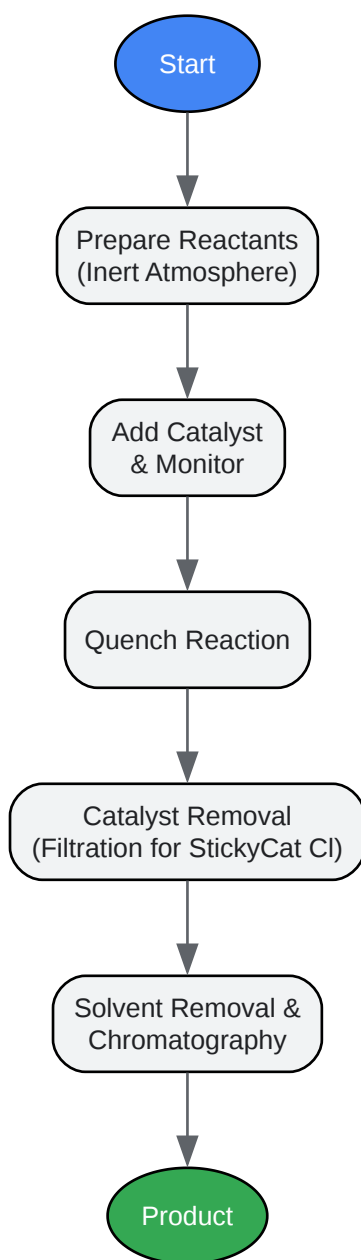 Start
Prepare Reactants
(Inert Atmosphere)
Add Catalyst
& Monitor
Quench Reaction
Catalyst Removal
(Filtration for StickyCat Cl)
Solvent Removal &
Chromatography
Product